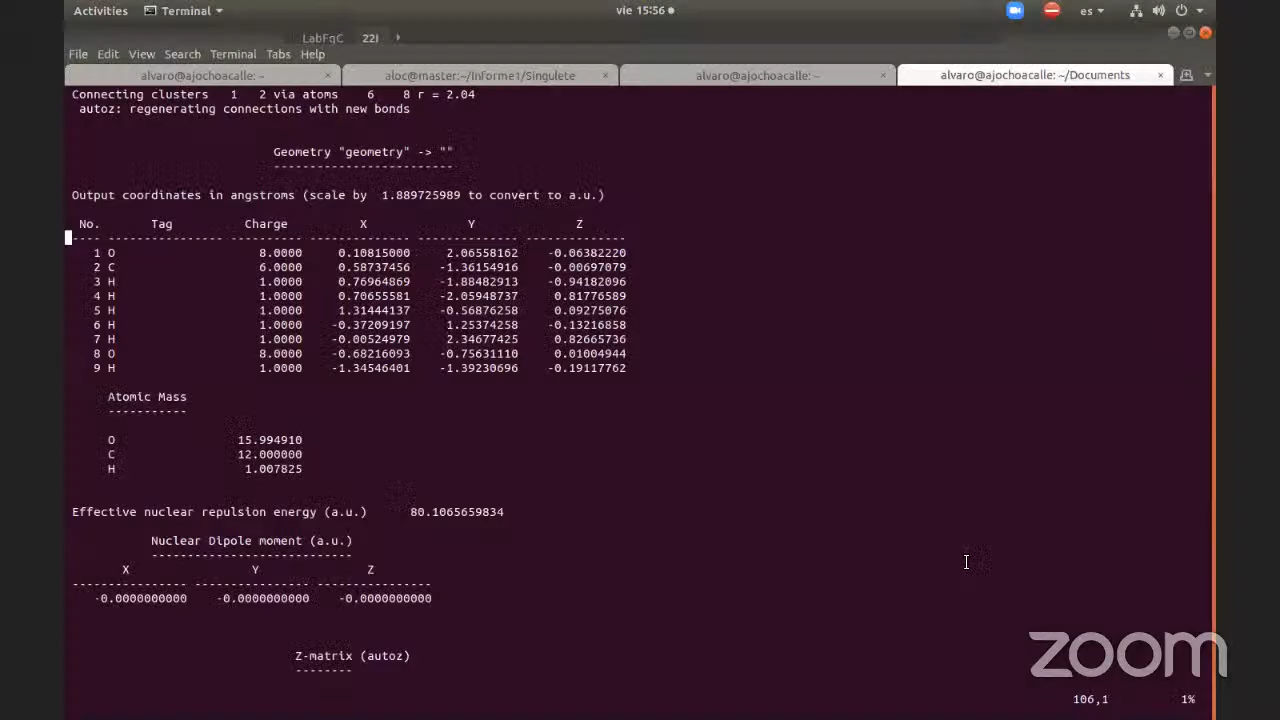 Activities Terminal vie 15:56 es
LabFqC 22I
File Edit View Search Terminal Tabs Help
alvaro@ajochoacalle: ~ aloc@master:~/Informe1/Singulete alvaro@ajochoacalle: ~ alvaro@ajochoacalle: ~/Documents
Connecting clusters 1 2 via atoms 6 8 r = 2.04
autoz: regenerating connections with new bonds
Geometry "geometry" -> ""
-------------------------
Output coordinates in angstroms (scale by 1.889725989 to convert to a.u.)
No. Tag Charge X Y Z
---- ---------------- ---------- -------------- -------------- --------------
1 O 8.0000 0.10815000 2.06558162 -0.06382220
2 C 6.0000 0.58737456 -1.36154916 -0.00697079
3 H 1.0000 0.76964869 -1.88482913 -0.94182096
4 H 1.0000 0.70655581 -2.05948737 0.81776589
5 H 1.0000 1.31444137 -0.56876258 0.09275076
6 H 1.0000 -0.37209197 1.25374258 -0.13216858
7 H 1.0000 -0.00524979 2.34677425 0.82665736
8 O 8.0000 -0.68216093 -0.75631110 0.01004944
9 H 1.0000 -1.34546401 -1.39230696 -0.19117762
Atomic Mass
-----------
O 15.994910
C 12.000000
H 1.007825
Effective nuclear repulsion energy (a.u.) 80.1065659834
Nuclear Dipole moment (a.u.)
----------------------------
X Y Z
---------------- ---------------- ----------------
-0.0000000000 -0.0000000000 -0.0000000000
Z-matrix (autoz)
--------
zoom
106,1 1%